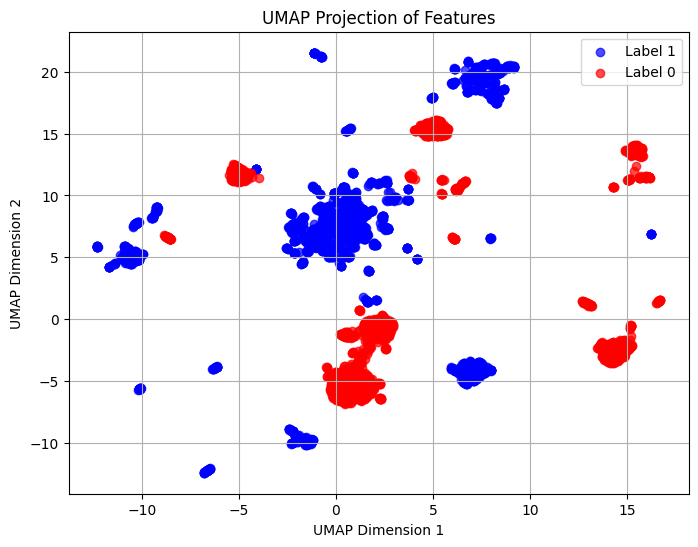 UMAP Projection of Features
Label 1
Label 0
UMAP Dimension 2
20
15
10
5
0
−5
−10
−10
−5
0
5
10
15
UMAP Dimension 1